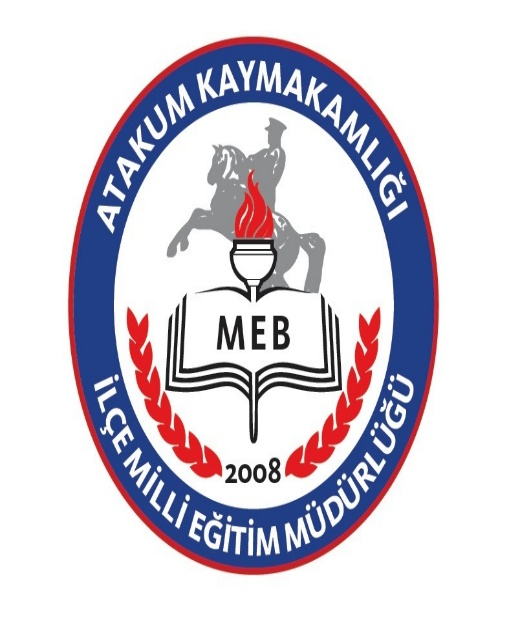 ATAKUM KAYMAKAMLIĞI
MEB
2008
İLÇE MİLLİ EĞİTİM MÜDÜRLÜĞÜ